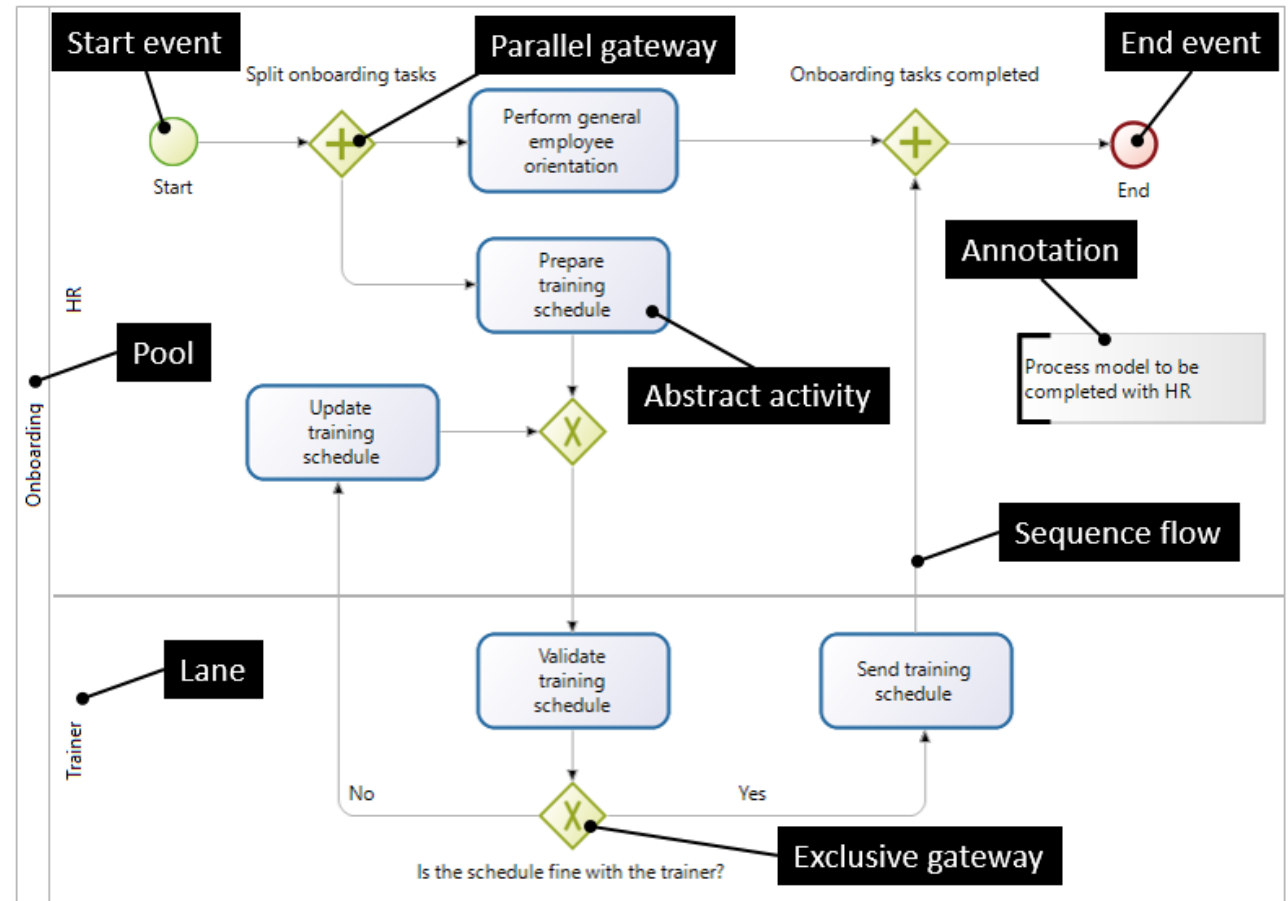 Start event
Parallel gateway
End event
Split onboarding tasks
Onboarding tasks completed
Perform general
employee
orientation
Start
End
Annotation
Prepare
training
schedule
HR
Pool
Process model to be
completed with HR
Abstract activity
Update
training
schedule
Onboarding
Sequence flow
Lane
Validate
training
schedule
Send training
schedule
Trainer
No
Yes
Exclusive gateway
Is the schedule fine with the trainer?